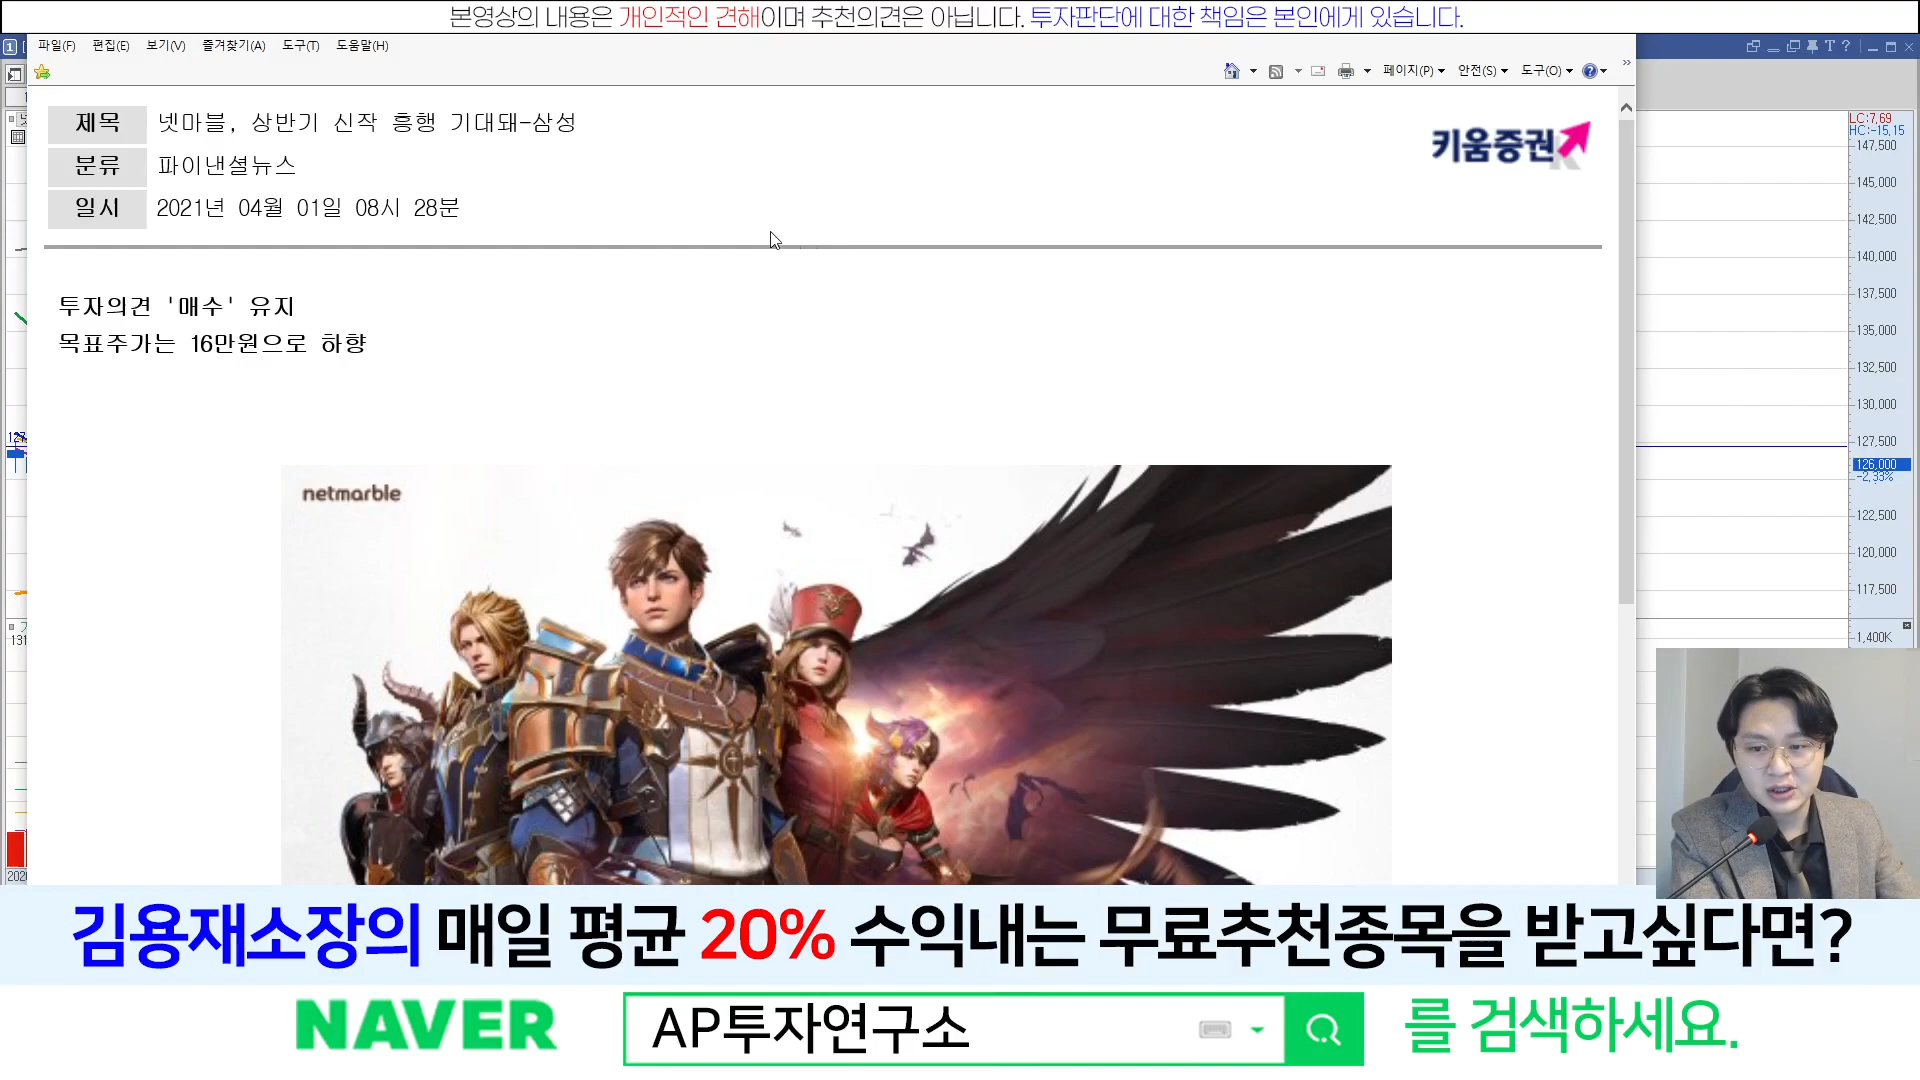 본영상의 내용은 개인적인 견해이며 추천의견은 아닙니다. 투자판단에 대한 책임은 본인에게 있습니다.
1
파일(F) 편집(E) 보기(V) 즐겨찾기(A) 도구(T) 도움말(H)
페이지(P) 안전(S) 도구(O)
제목 넷마블, 상반기 신작 흥행 기대돼-삼성
분류 파이낸셜뉴스
일시 2021년 04월 01일 08시 28분
키움증권
투자의견 '매수' 유지
목표주가는 16만원으로 하향
netmarble
LC:7,69
HC:-15,15
147,500
145,000
142,500
140,000
137,500
135,000
132,500
130,000
127,500
126,000
-2,33%
122,500
120,000
117,500
1,400K
김용재소장의 매일 평균 20% 수익내는 무료추천종목을 받고싶다면?
NAVER AP투자연구소 를 검색하세요.